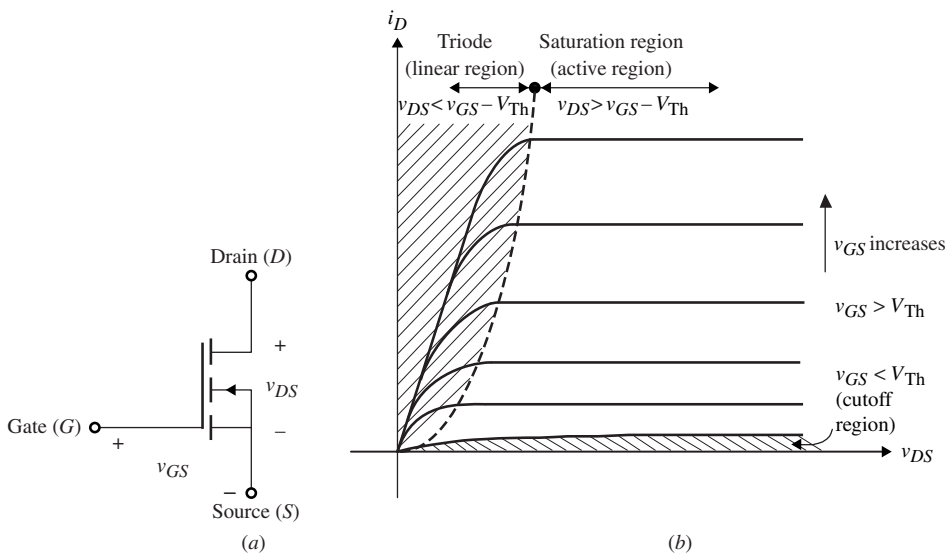 i_D
Triode
(linear region)
Saturation region
(active region)
v_DS < v_GS – V_Th
v_DS > v_GS – V_Th
v_GS increases
v_GS > V_Th
v_GS < V_Th
(cutoff
region)
v_DS
Drain (D)
+
v_DS
–
Gate (G)
+
v_GS
–
Source (S)
(a)
(b)